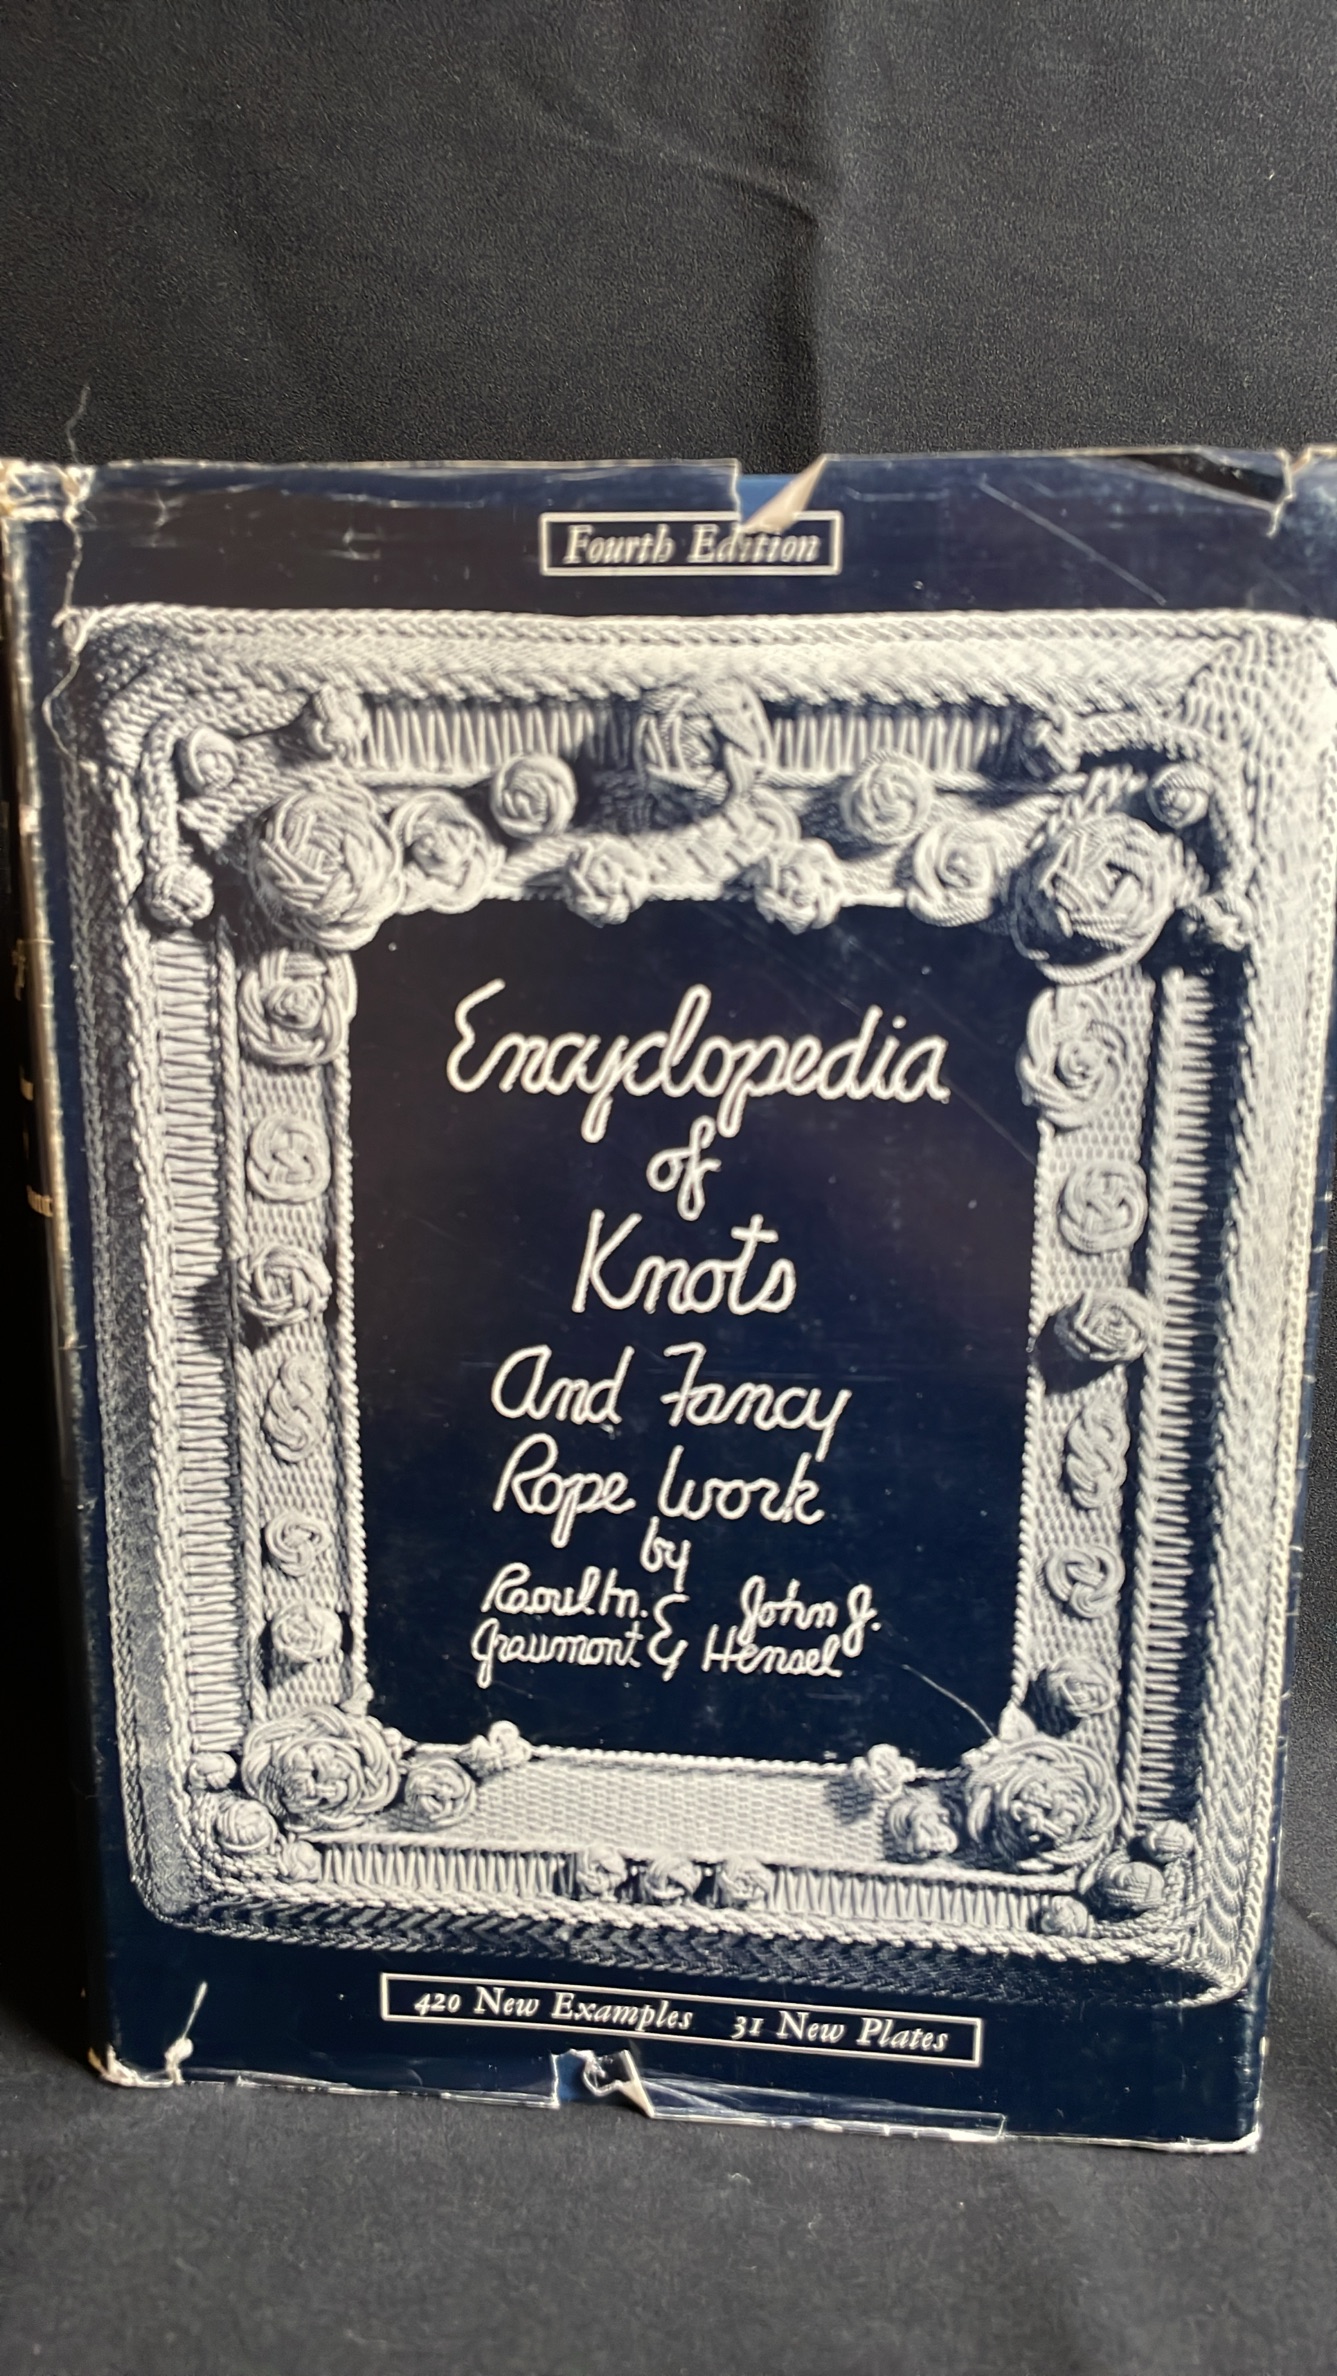 Fourth Edition
Encyclopedia
of
Knots
And Fancy
Rope Work
by
Raoul M. & John J.
Graumont & Hensel
420 New Examples 31 New Plates